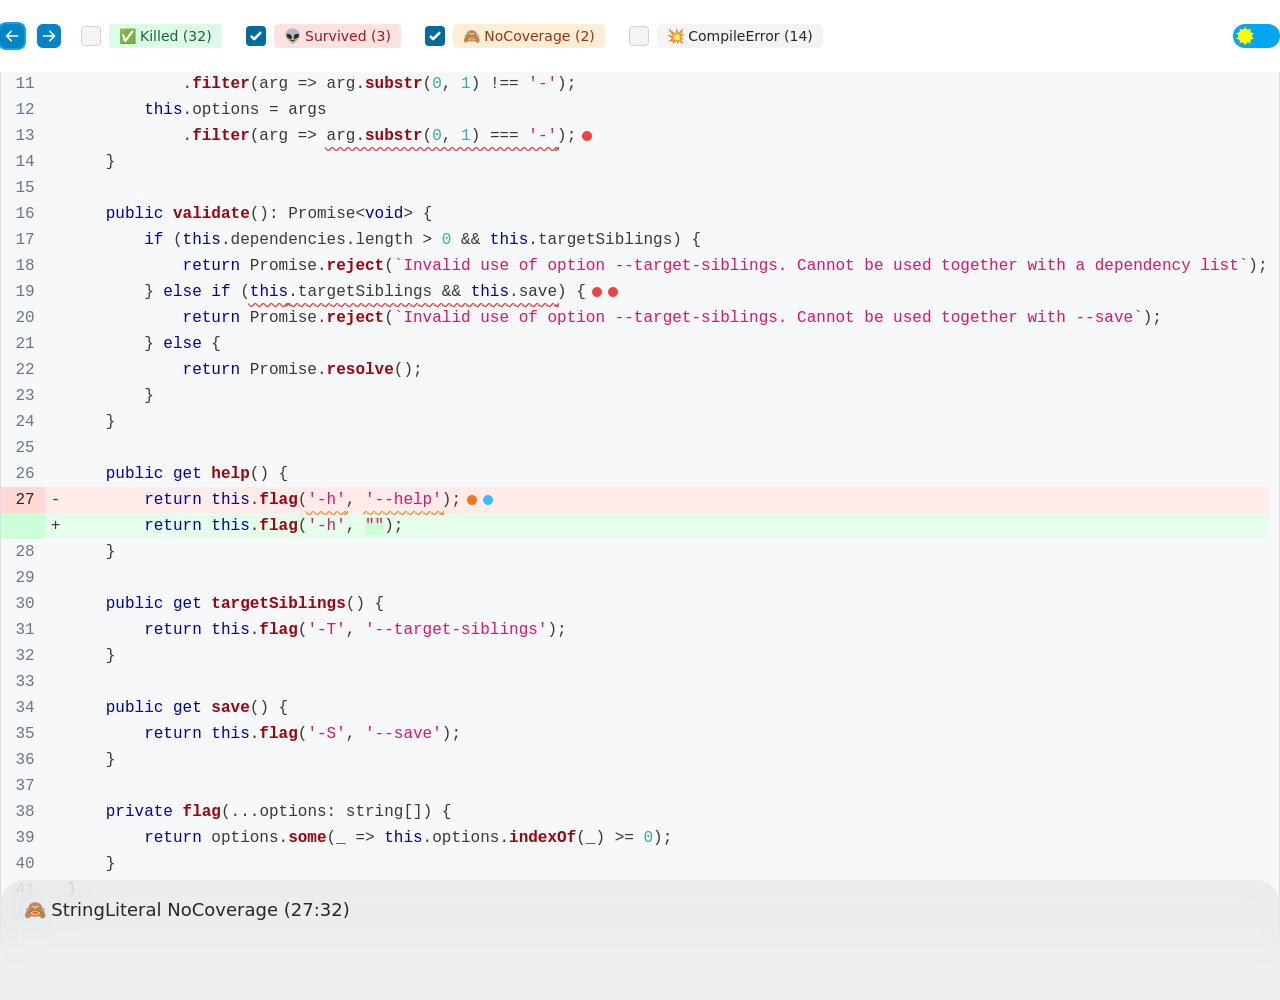 ✅ Killed (32) 👽 Survived (3) 🙈 NoCoverage (2) 💥 CompileError (14)
11             .filter(arg => arg.substr(0, 1) !== '-');
12         this.options = args
13             .filter(arg => arg.substr(0, 1) === '-');
14     }
15
16     public validate(): Promise<void> {
17         if (this.dependencies.length > 0 && this.targetSiblings) {
18             return Promise.reject(`Invalid use of option --target-siblings. Cannot be used together with a dependency list`);
19         } else if (this.targetSiblings && this.save) {
20             return Promise.reject(`Invalid use of option --target-siblings. Cannot be used together with --save`);
21         } else {
22             return Promise.resolve();
23         }
24     }
25
26     public get help() {
27 -         return this.flag('-h', '--help');
+         return this.flag('-h', "");
28     }
29
30     public get targetSiblings() {
31         return this.flag('-T', '--target-siblings');
32     }
33
34     public get save() {
35         return this.flag('-S', '--save');
36     }
37
38     private flag(...options: string[]) {
39         return options.some(_ => this.options.indexOf(_) >= 0);
40     }
41 }
🙈 StringLiteral NoCoverage (27:32)